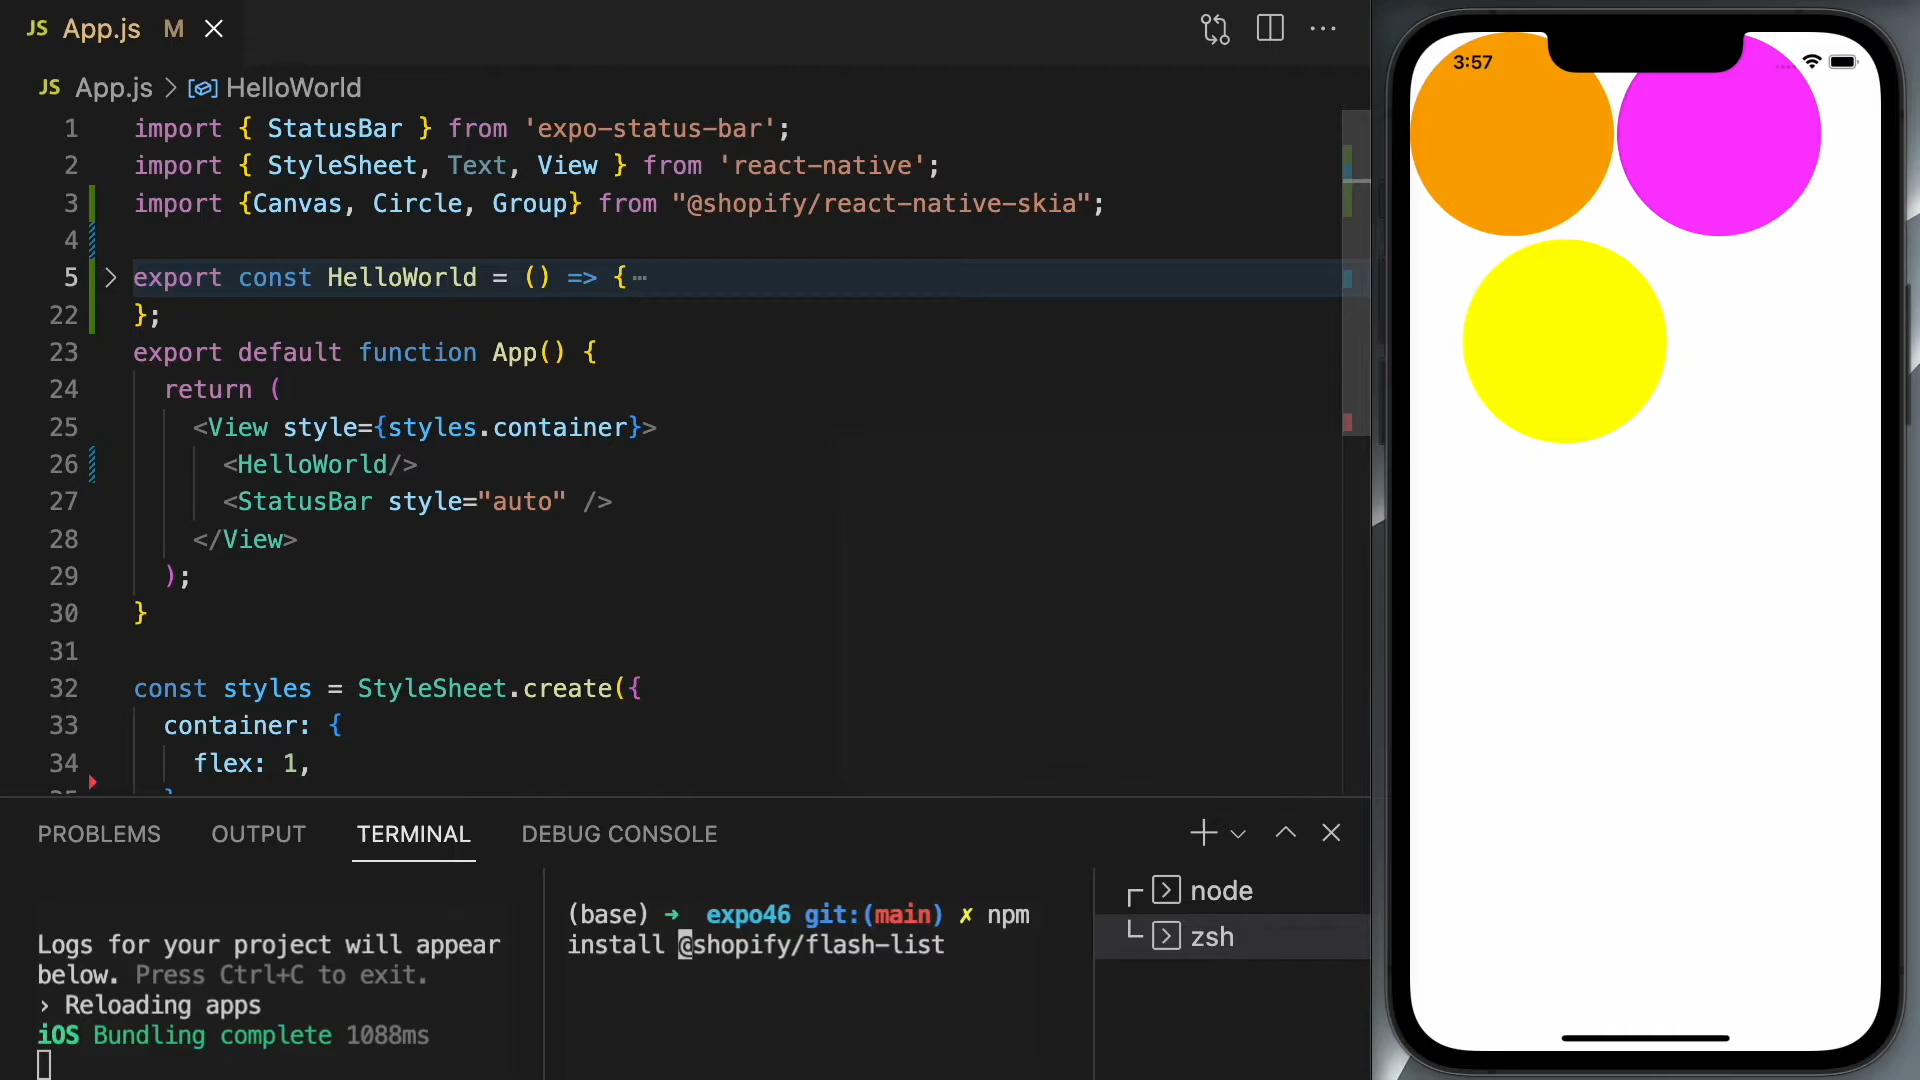 JS App.js M
JS App.js > HelloWorld
1 import { StatusBar } from 'expo-status-bar';
2 import { StyleSheet, Text, View } from 'react-native';
3 import {Canvas, Circle, Group} from "@shopify/react-native-skia";
4
5 export const HelloWorld = () => {⋯
22 };
23 export default function App() {
24 return (
25 <View style={styles.container}>
26 <HelloWorld/>
27 <StatusBar style="auto" />
28 </View>
29 );
30 }
31
32 const styles = StyleSheet.create({
33 container: {
34 flex: 1,
PROBLEMS OUTPUT TERMINAL DEBUG CONSOLE
Logs for your project will appear
below. Press Ctrl+C to exit.
› Reloading apps
iOS Bundling complete 1088ms
(base) ➜ expo46 git:(main) ✗ npm
install @shopify/flash-list
node
zsh
3:57